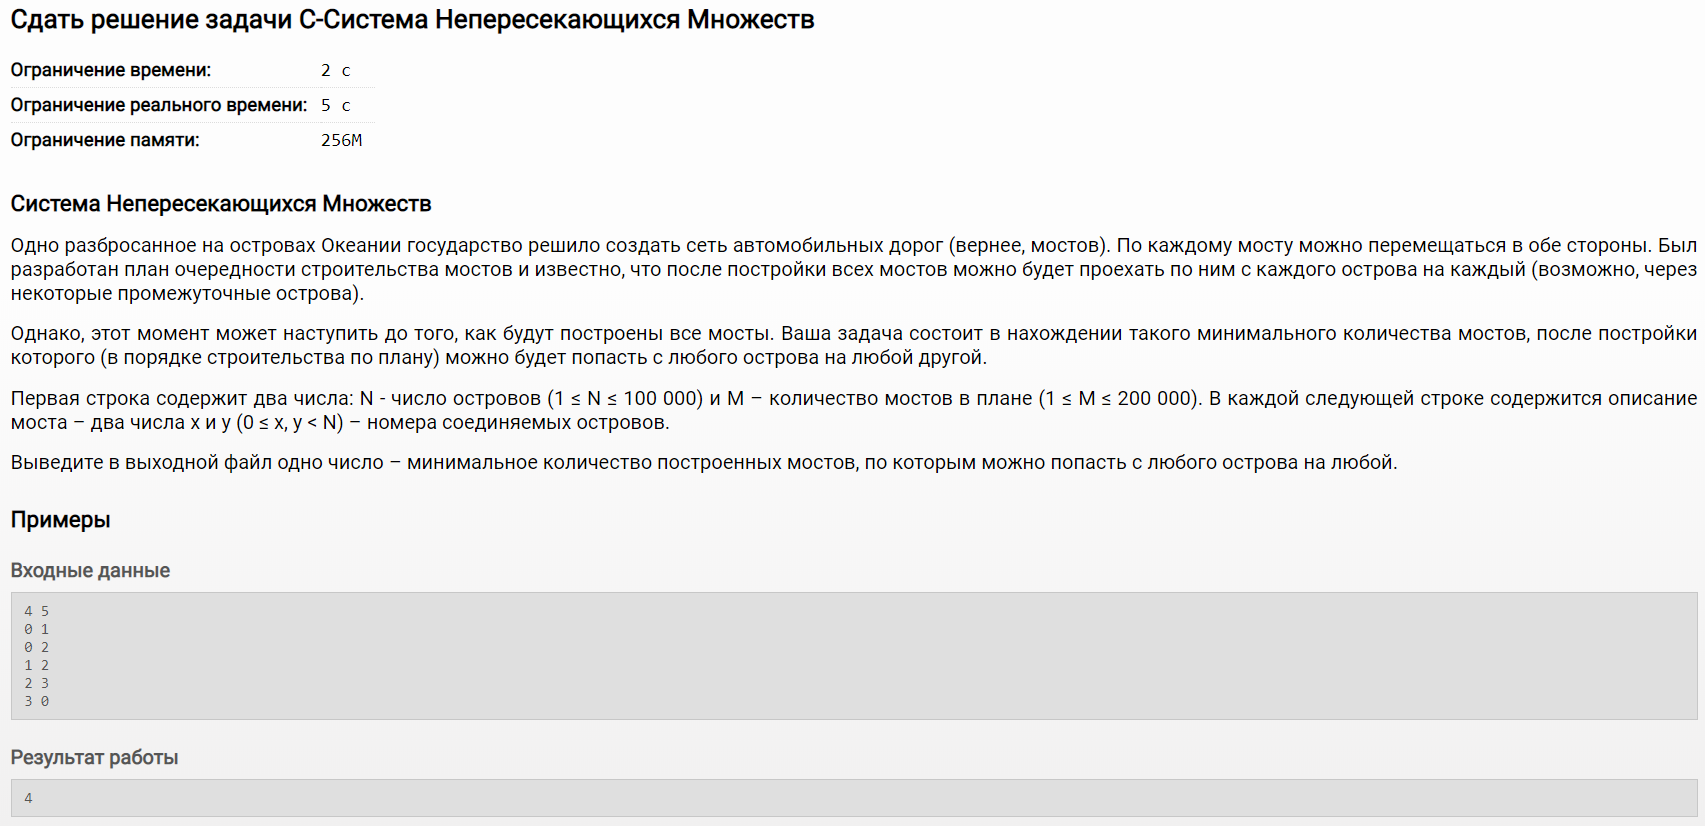 Сдать решение задачи C-Система Непересекающихся Множеств
Ограничение времени: 2 с
Ограничение реального времени: 5 с
Ограничение памяти: 256M
Система Непересекающихся Множеств
Одно разбросанное на островах Океании государство решило создать сеть автомобильных дорог (вернее, мостов). По каждому мосту можно перемещаться в обе стороны. Был
разработан план очередности строительства мостов и известно, что после постройки всех мостов можно будет проехать по ним с каждого острова на каждый (возможно, через
некоторые промежуточные острова).
Однако, этот момент может наступить до того, как будут построены все мосты. Ваша задача состоит в нахождении такого минимального количества мостов, после постройки
которого (в порядке строительства по плану) можно будет попасть с любого острова на любой другой.
Первая строка содержит два числа: N - число островов (1 ≤ N ≤ 100 000) и M – количество мостов в плане (1 ≤ M ≤ 200 000). В каждой следующей строке содержится описание
моста – два числа x и y (0 ≤ x, y < N) – номера соединяемых островов.
Выведите в выходной файл одно число – минимальное количество построенных мостов, по которым можно попасть с любого острова на любой.
Примеры
Входные данные
4 5
0 1
0 2
1 2
2 3
3 0
Результат работы
4